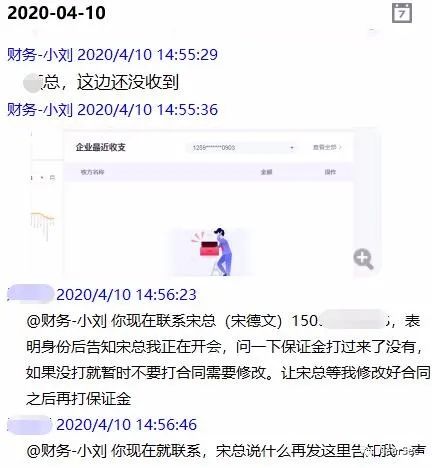 2020-04-10
7
财务-小刘 2020/4/10 14:55:29
总，这边还没收到
财务-小刘 2020/4/10 14:55:36
企业最近收支
1289*******0903
查看全部 >
收方名称
金额
操作
2020/4/10 14:56:23
@财务-小刘 你现在联系宋总（宋德文）150，表
明身份后告知宋总我正在开会，问一下保证金打过来了没有，
如果没打就暂时不要打合同需要修改。让宋总等我修改好合同
之后再打保证金
2020/4/10 14:56:46
@财务-小刘 你现在就联系，宋总说什么再发这里告知我一声